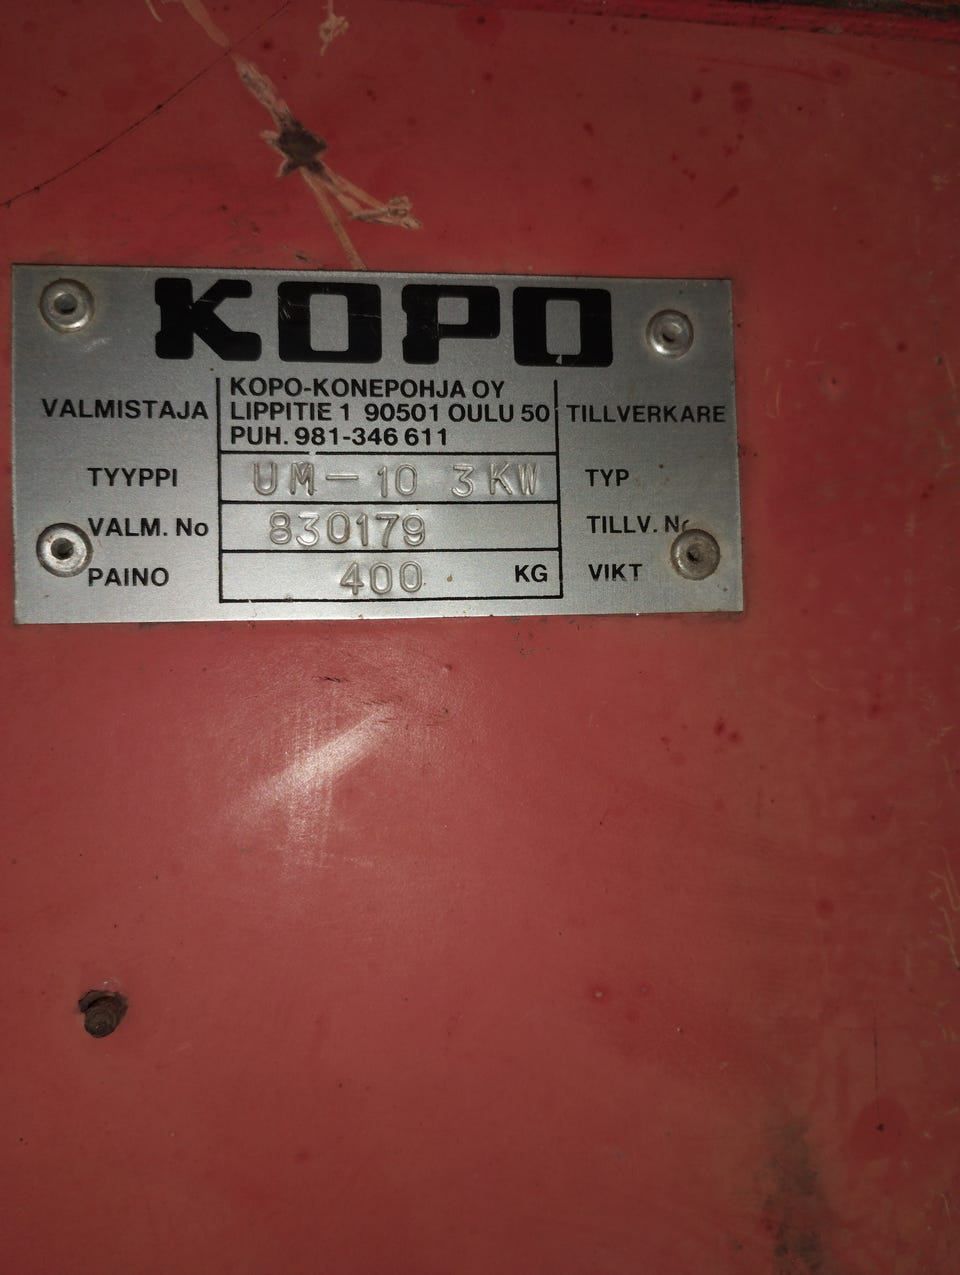 KOPO
VALMISTAJA KOPO-KONEPOHJA OY TILLVERKARE
LIPPITIE 1 90501 OULU 50
PUH. 981-346 611
TYYPPI UM-10 3KW TYP
VALM. No 830179 TILLV. No
PAINO 400 KG VIKT